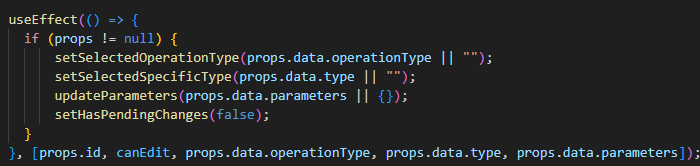 useEffect(() => {
if (props != null) {
setSelectedOperationType(props.data.operationType || "");
setSelectedSpecificType(props.data.type || "");
updateParameters(props.data.parameters || {});
setHasPendingChanges(false);
}
}, [props.id, canEdit, props.data.operationType, props.data.type, props.data.parameters]);